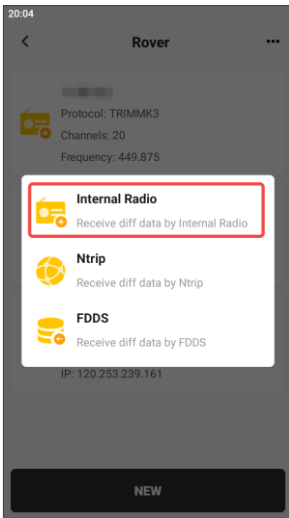 20:04
Rover
Protocol: TRIMMK3
Channels: 20
Frequency: 449.875
Internal Radio
Receive diff data by Internal Radio
Ntrip
Receive diff data by Ntrip
FDDS
Receive diff data by FDDS
IP: 120.253.239.161
NEW